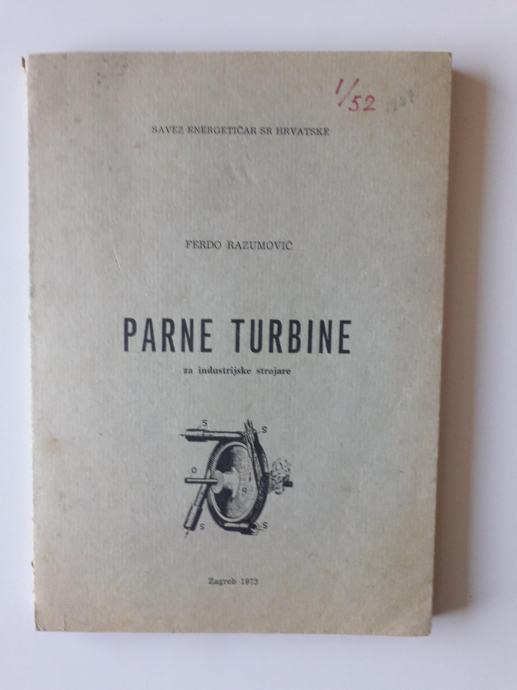 1/52
SAVEZ ENERGETIČAR SR HRVATSKE
FERDO RAZUMOVIĆ
PARNE TURBINE
za industrijske strojare
S S
O
S
S S
Zagreb 1973